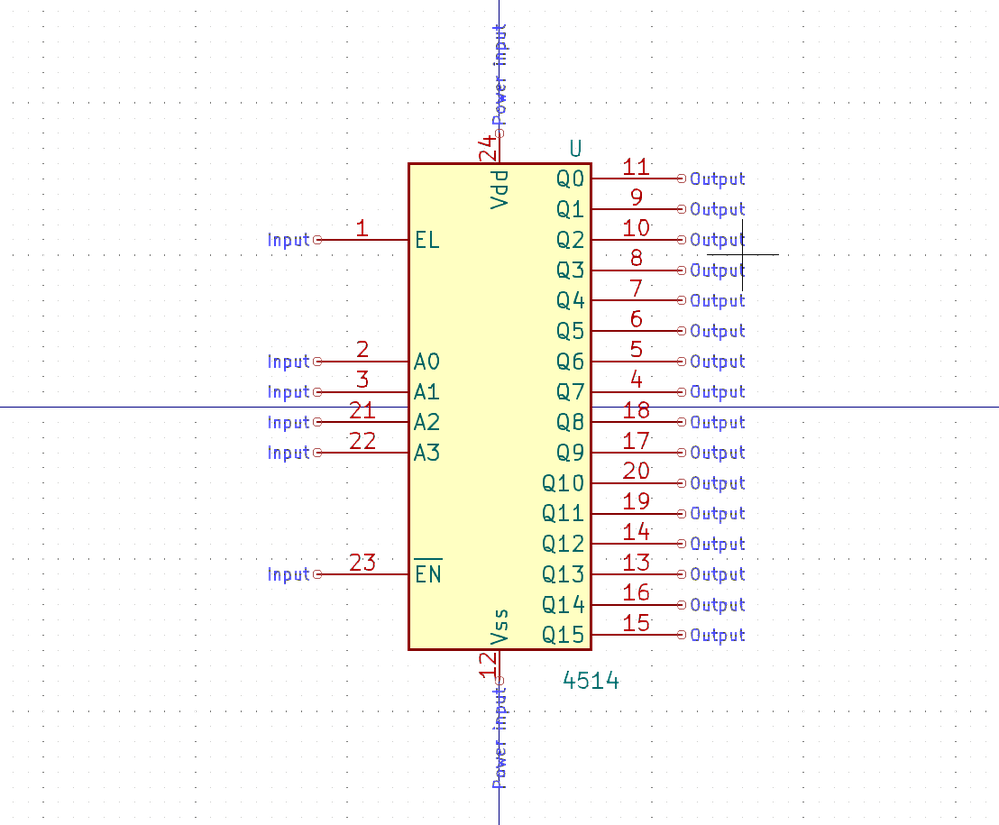 Power input
24
U
Vdd
Q0 11 Output
Q1 9 Output
Input 1 EL Q2 10 Output
Q3 8 Output
Q4 7 Output
Q5 6 Output
Input 2 A0 Q6 5 Output
Input 3 A1 Q7 4 Output
Input 21 A2 Q8 18 Output
Input 22 A3 Q9 17 Output
Q10 20 Output
Q11 19 Output
Q12 14 Output
Input 23 E̅N̅ Q13 13 Output
Q14 16 Output
Vss Q15 15 Output
12
4514
Power input